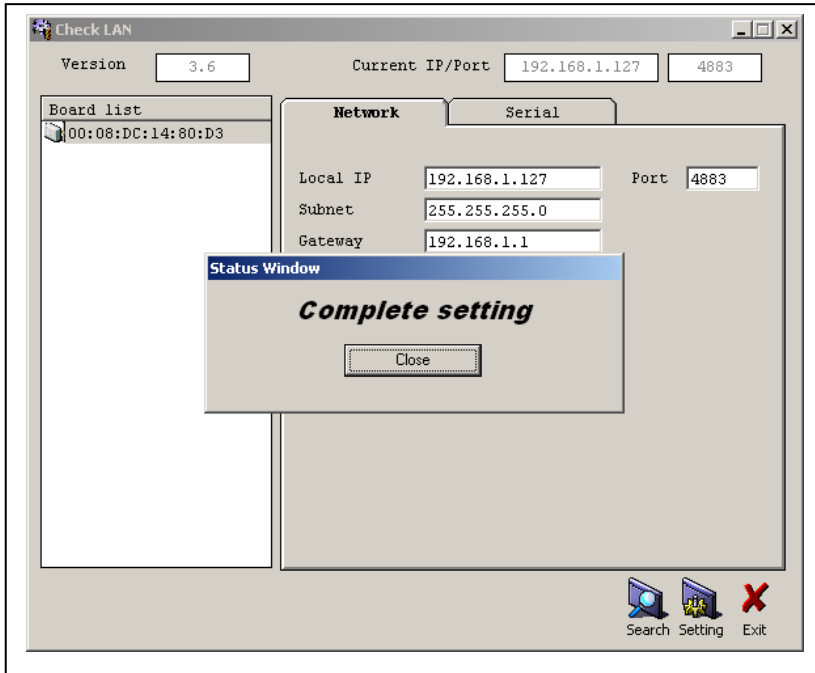 Check LAN
Version 3.6 Current IP/Port 192.168.1.127 4883
Board list
00:08:DC:14:80:D3
Network Serial
Local IP 192.168.1.127 Port 4883
Subnet 255.255.255.0
Gateway 192.168.1.1
Status Window
Complete setting
Close
Search Setting Exit